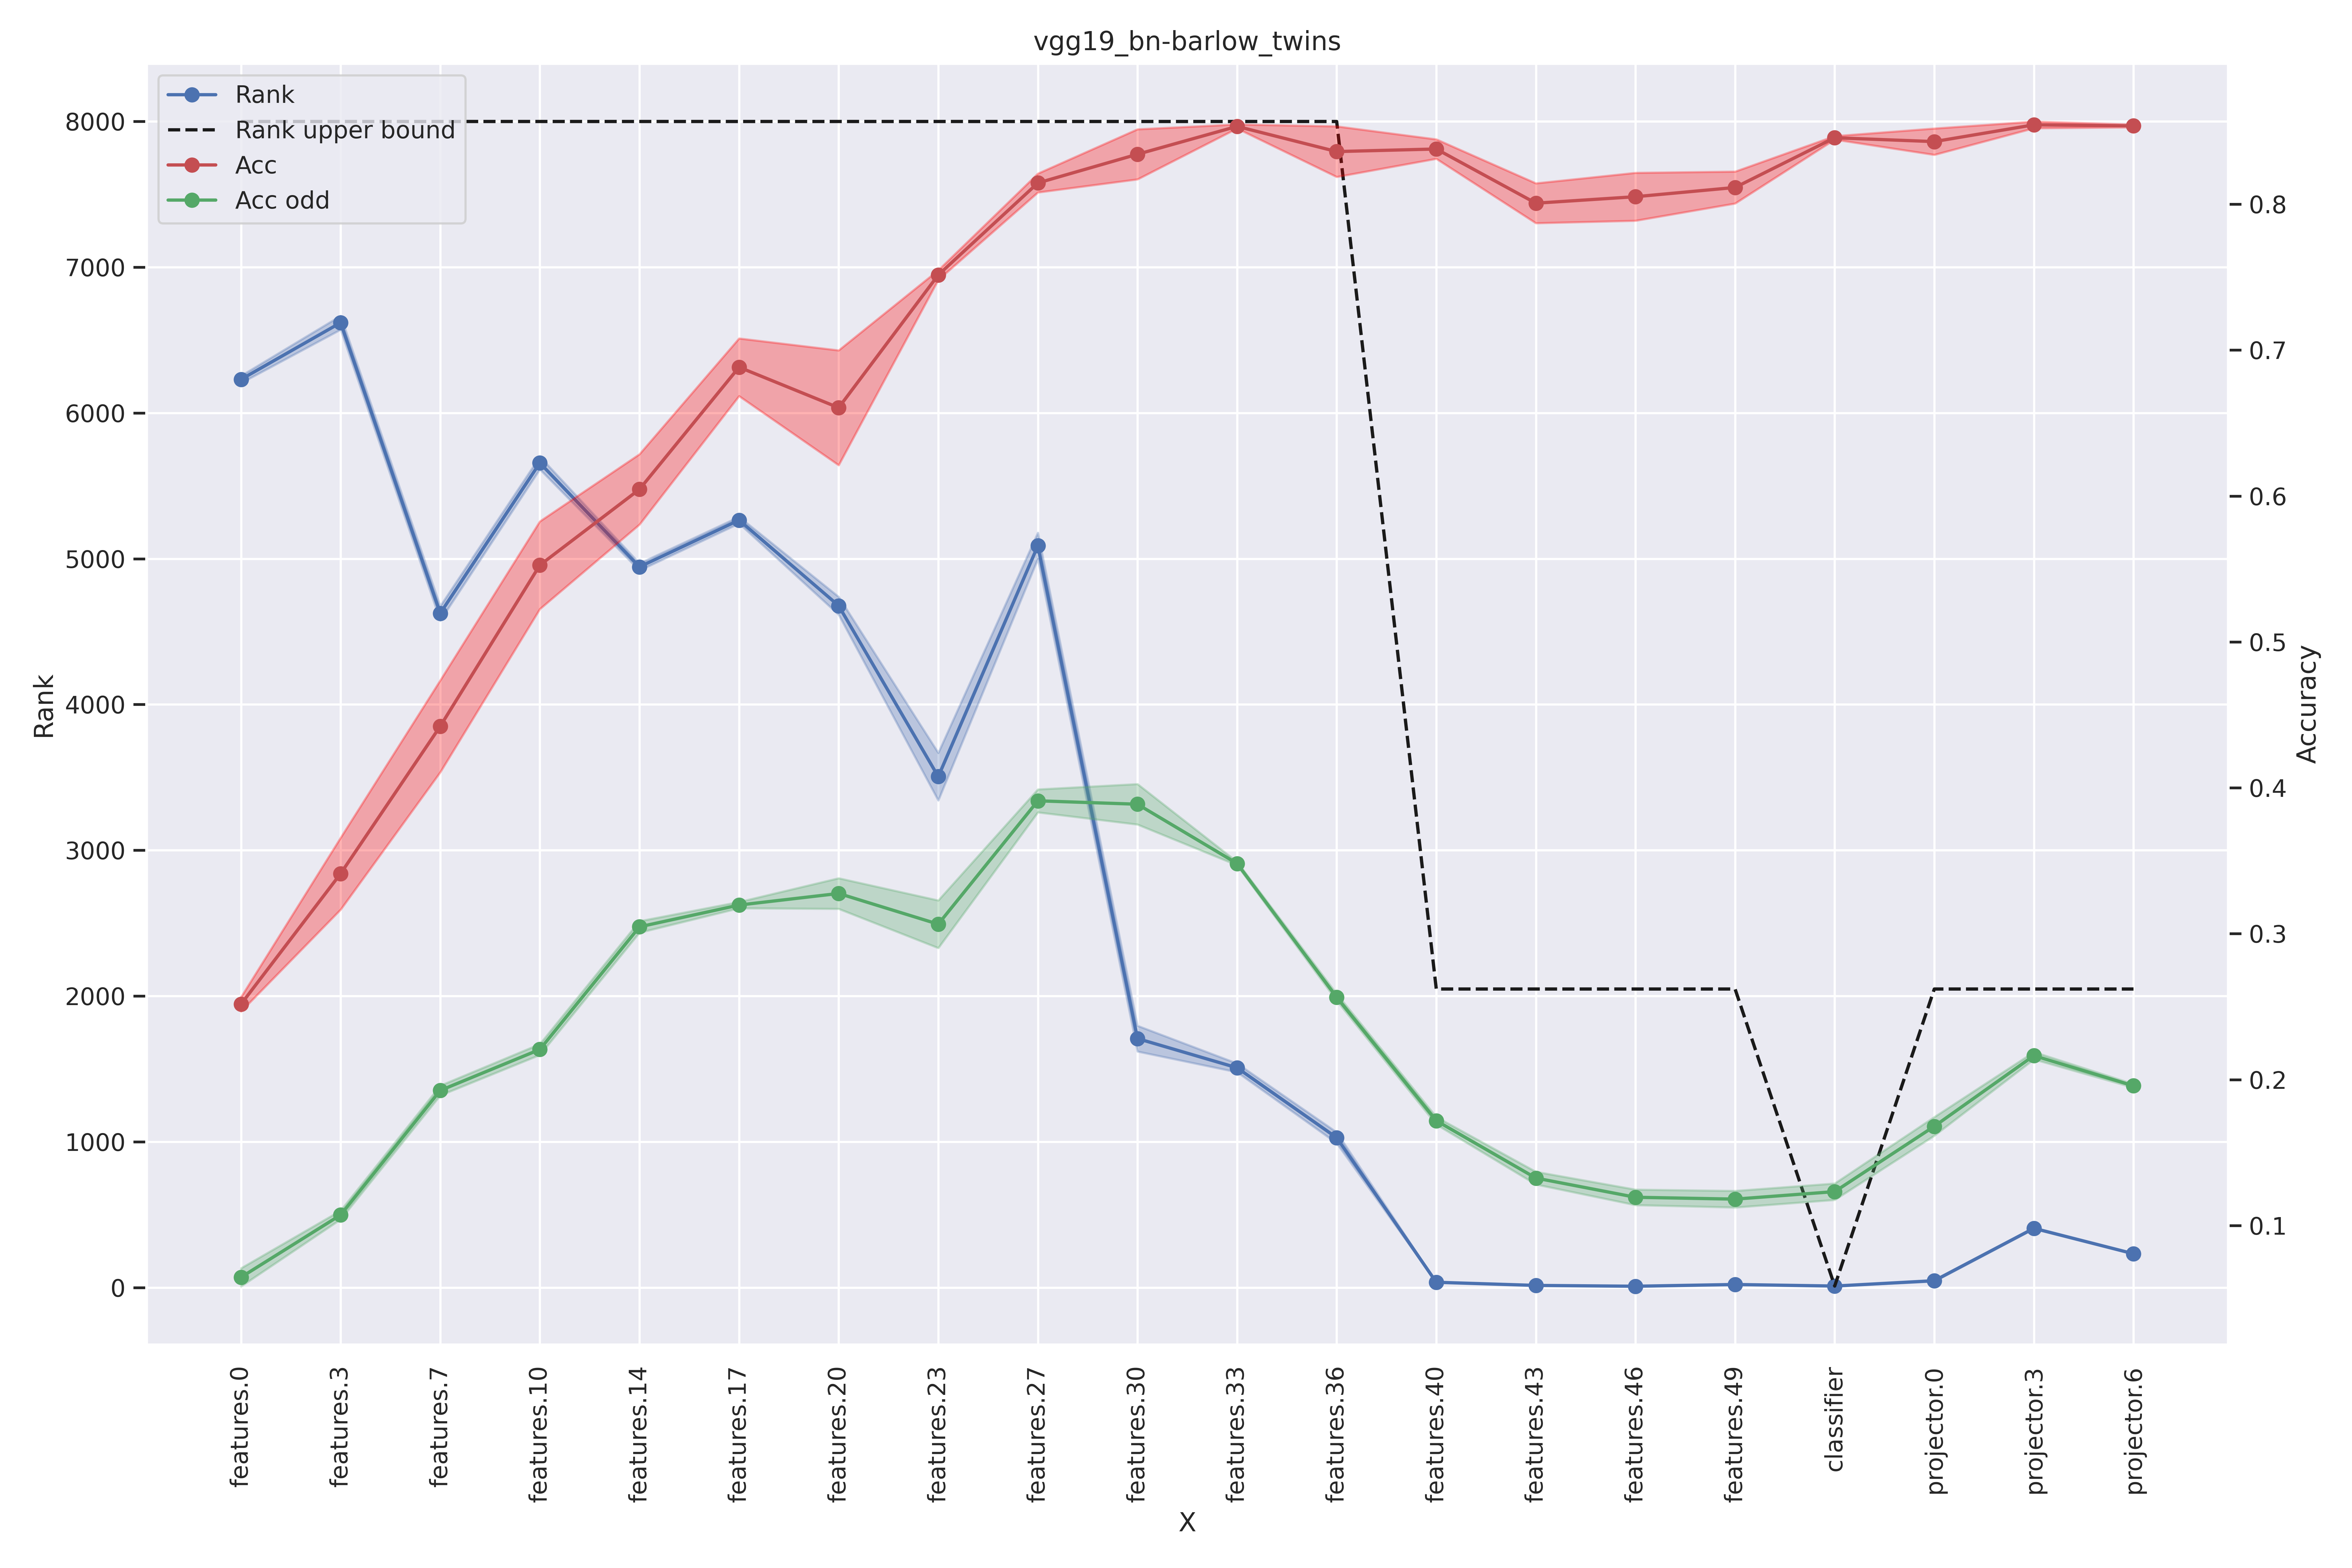 vgg19_bn-barlow_twins
Rank
Rank upper bound
Acc
Acc odd
8000
7000
6000
5000
4000
3000
2000
1000
0
Rank
0.8
0.7
0.6
0.5
0.4
0.3
0.2
0.1
Accuracy
features.0
features.3
features.7
features.10
features.14
features.17
features.20
features.23
features.27
features.30
features.33
features.36
features.40
features.43
features.46
features.49
classifier
projector.0
projector.3
projector.6
X